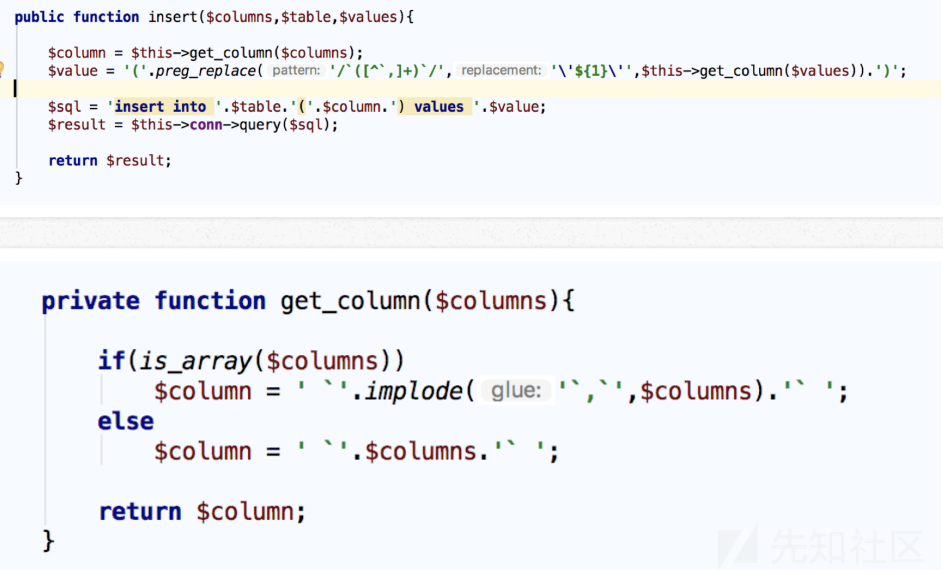 public function insert($columns,$table,$values){
$column = $this->get_column($columns);
$value = '('.preg_replace( pattern: '/`([^`,]+)`/', replacement: '\'${1}\'',$this->get_column($values)).')';
$sql = 'insert into '.$table.'('.$column.') values '.$value;
$result = $this->conn->query($sql);
return $result;
}
private function get_column($columns){
if(is_array($columns))
$column = ' `'.implode( glue: '`,`',$columns).'` ';
else
$column = ' `'.$columns.'` ';
return $column;
}
先知社区